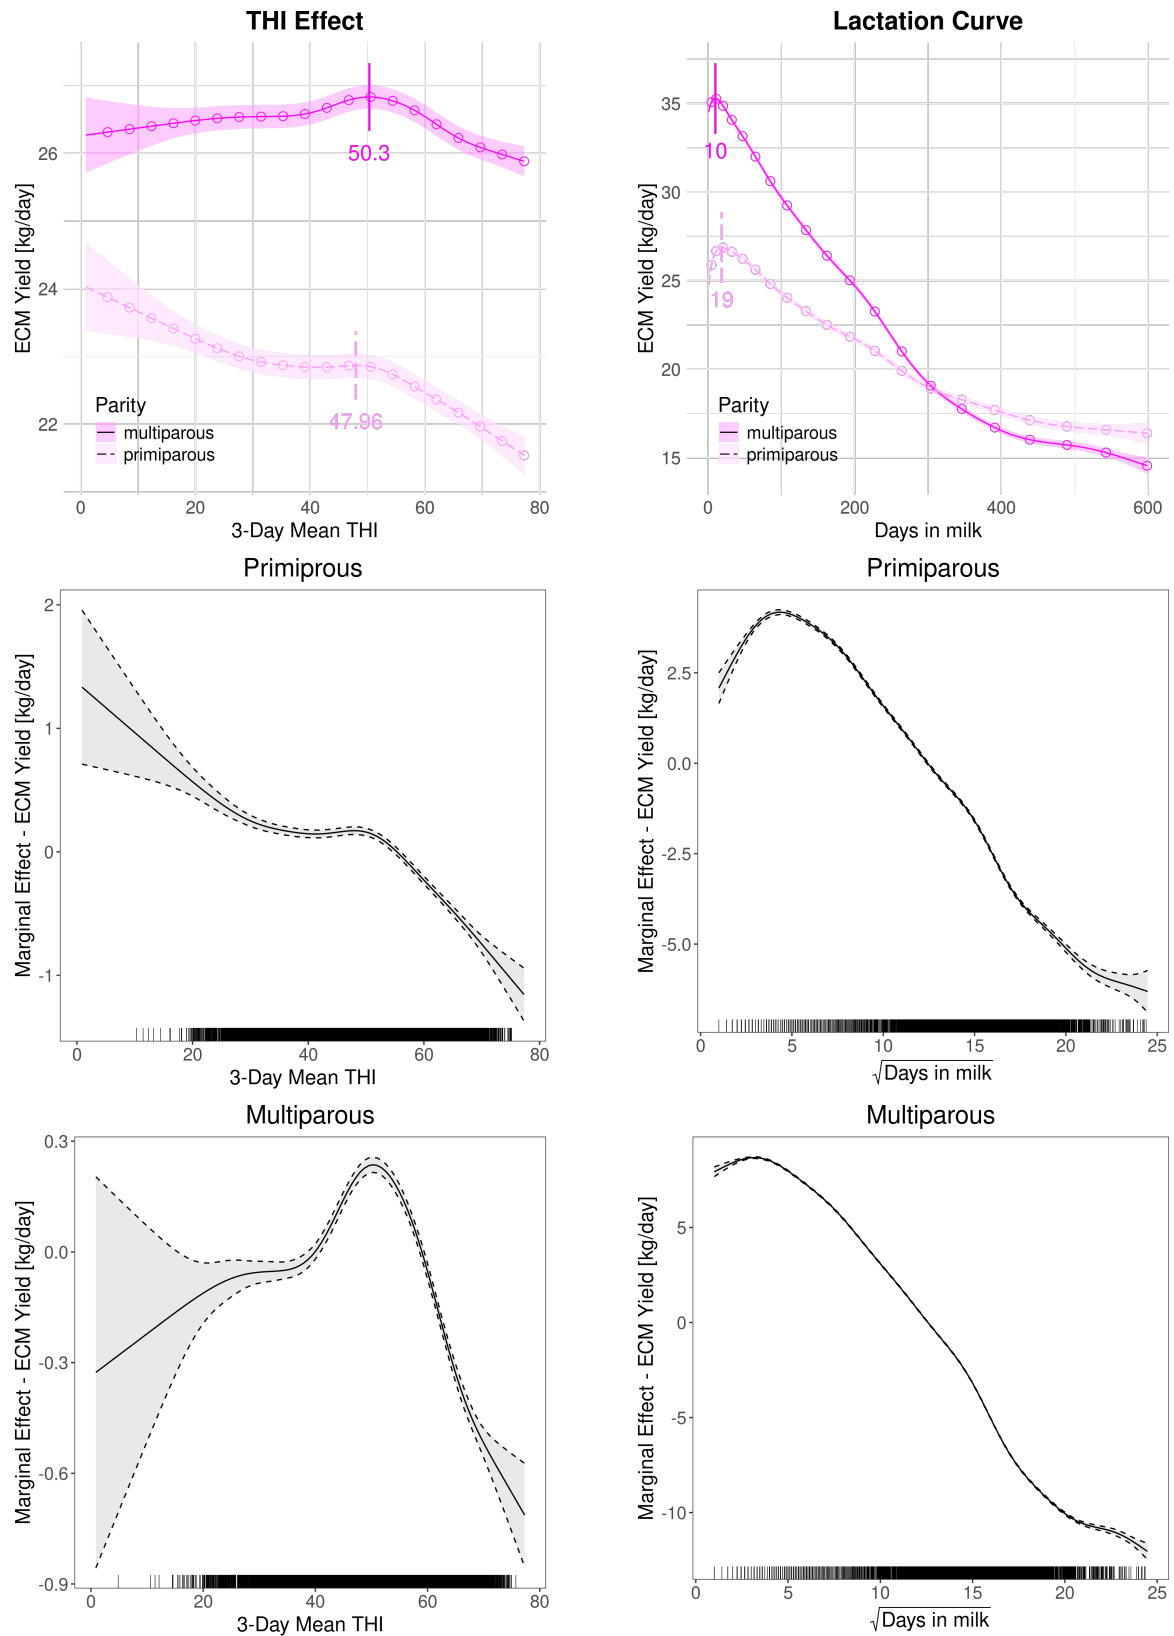 THI Effect
ECM Yield [kg/day]
26
24
22
50.3
47.96
Parity
multiparous
primiparous
0 20 40 60 80
3-Day Mean THI
Lactation Curve
ECM Yield [kg/day]
35
30
25
20
15
10
19
Parity
multiparous
primiparous
0 200 400 600
Days in milk
Primiprous
Marginal Effect - ECM Yield [kg/day]
2
1
0
-1
0 20 40 60 80
3-Day Mean THI
Primiparous
Marginal Effect - ECM Yield [kg/day]
2.5
0.0
-2.5
-5.0
0 5 10 15 20 25
√Days in milk
Multiparous
Marginal Effect - ECM Yield [kg/day]
0.3
0.0
-0.3
-0.6
-0.9
0 20 40 60 80
3-Day Mean THI
Multiparous
Marginal Effect - ECM Yield [kg/day]
5
0
-5
-10
0 5 10 15 20 25
√Days in milk